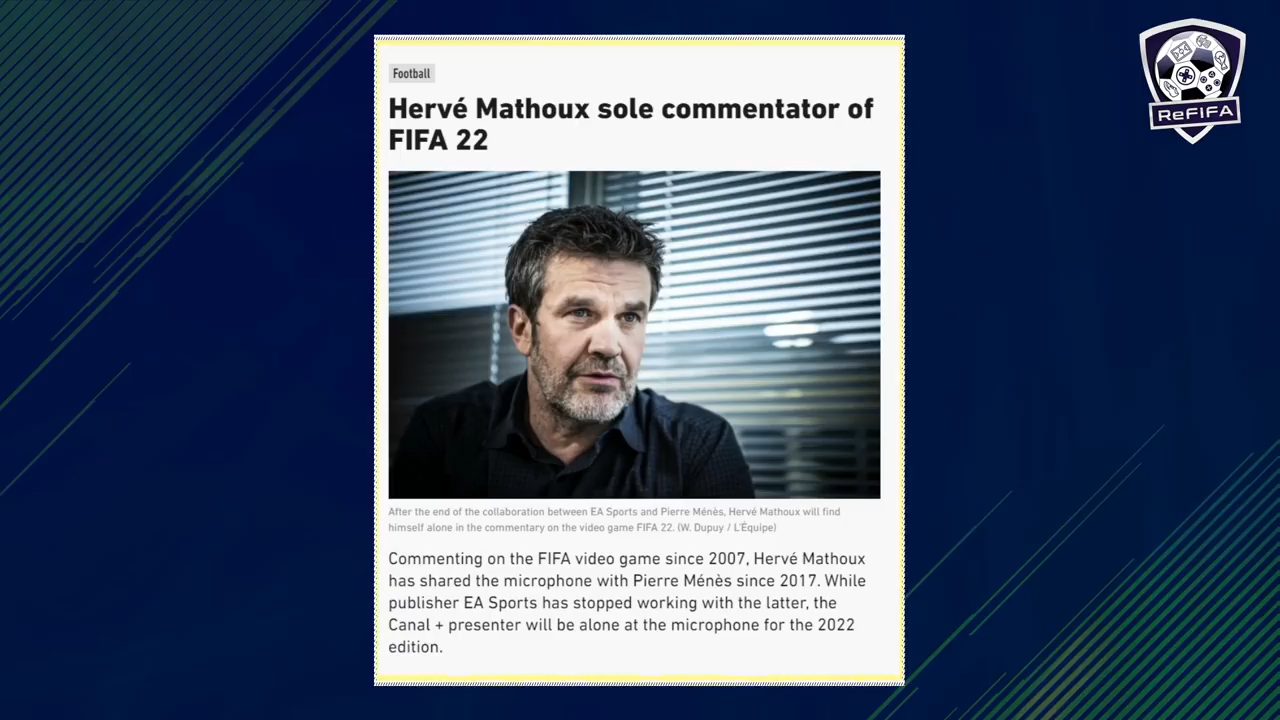 ReFIFA
Football
Hervé Mathoux sole commentator of
FIFA 22
After the end of the collaboration between EA Sports and Pierre Ménès, Hervé Mathoux will find
himself alone in the commentary on the video game FIFA 22. (W. Dupuy / L'Équipe)
Commenting on the FIFA video game since 2007, Hervé Mathoux
has shared the microphone with Pierre Ménès since 2017. While
publisher EA Sports has stopped working with the latter, the
Canal + presenter will be alone at the microphone for the 2022
edition.